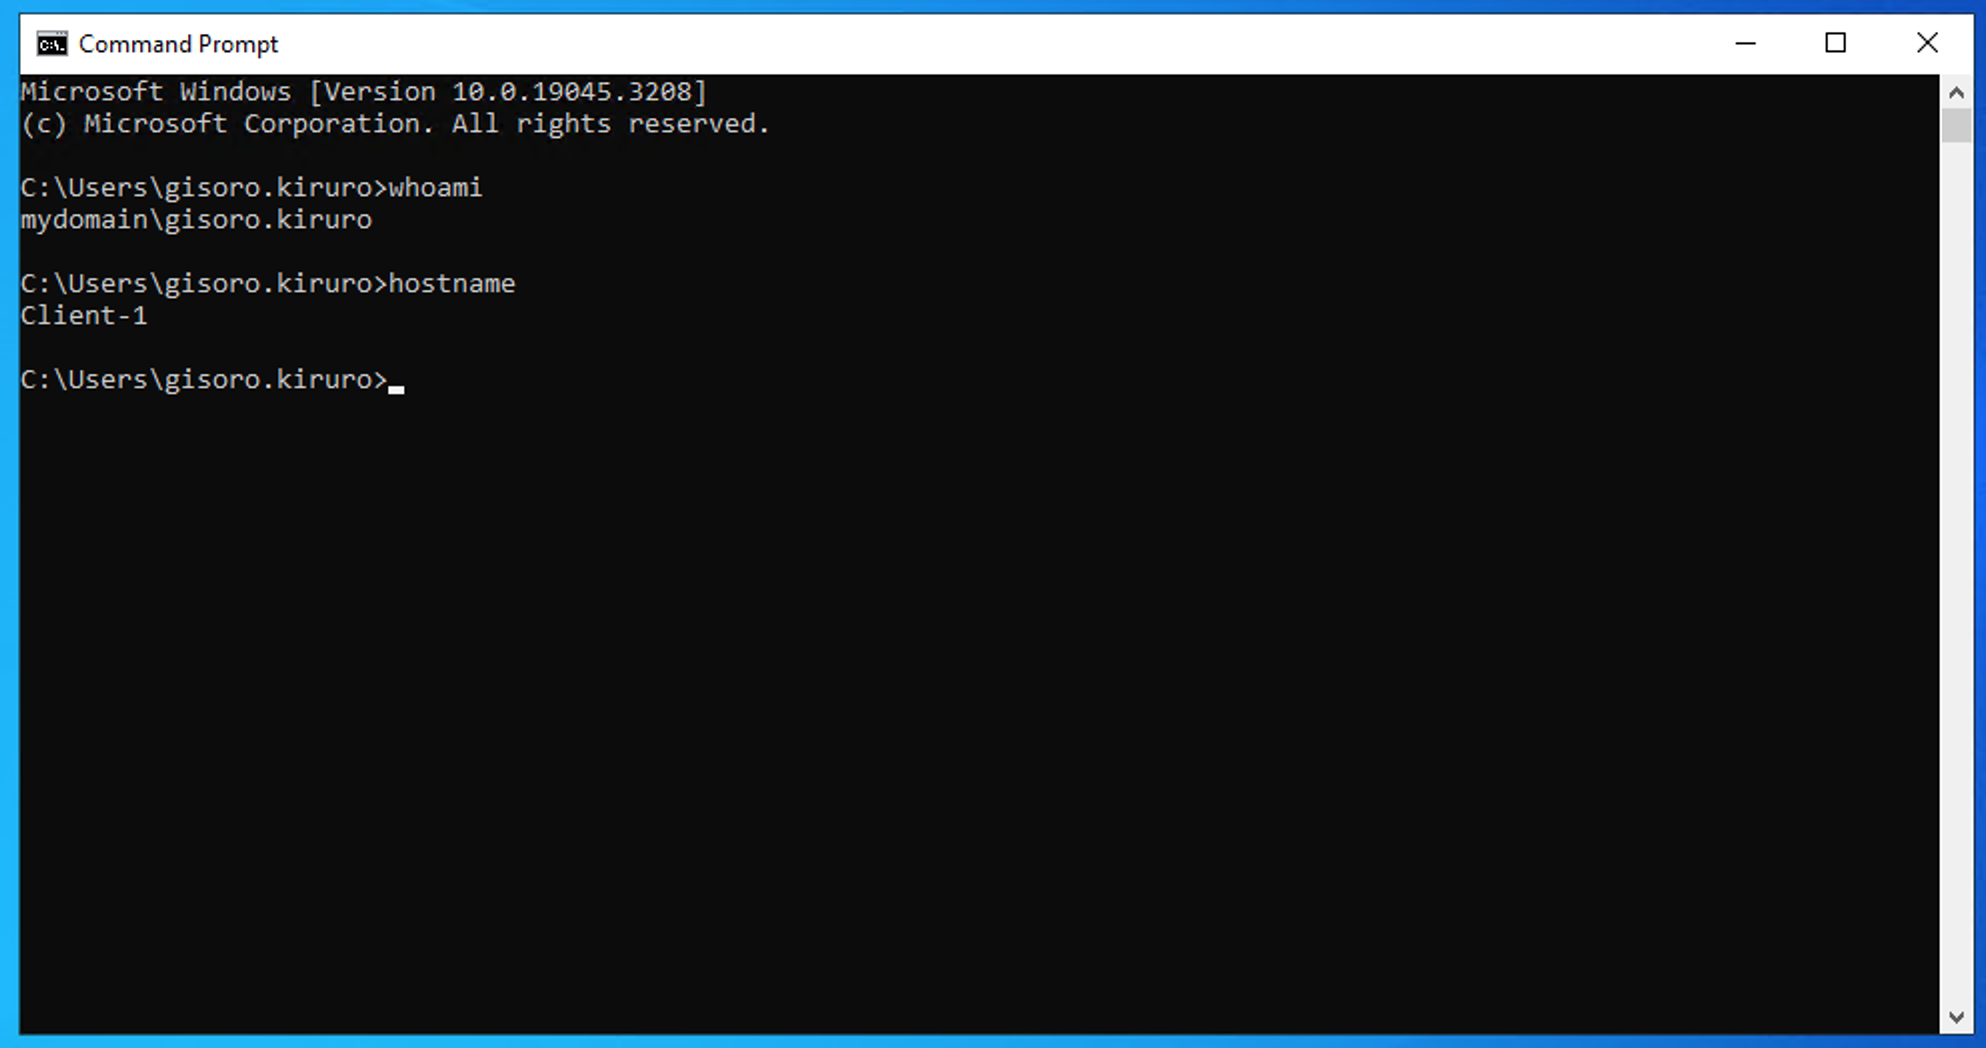 Command Prompt
Microsoft Windows [Version 10.0.19045.3208]
(c) Microsoft Corporation. All rights reserved.
C:\Users\gisoro.kiruro>whoami
mydomain\gisoro.kiruro
C:\Users\gisoro.kiruro>hostname
Client-1
C:\Users\gisoro.kiruro>